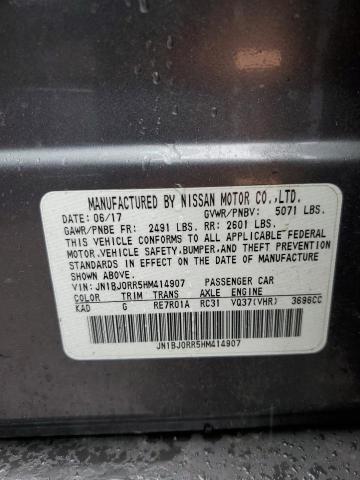 MANUFACTURED BY NISSAN MOTOR CO.,LTD.
DATE: 06/17 GVWR/PNBV: 5071 LBS.
GAWR/PNBE FR: 2491 LBS. RR: 2601 LBS.
THIS VEHICLE CONFORMS TO ALL APPLICABLE FEDERAL
MOTOR VEHICLE SAFETY, BUMPER, AND THEFT PREVENTION
STANDARDS IN EFFECT ON THE DATE OF MANUFACTURE
SHOWN ABOVE.
VIN: JN1BJ0RR5HM414907 PASSENGER CAR
COLOR TRIM TRANS AXLE ENGINE
KAD G RE7R01A RC31 VQ37(VHR) 3696CC
JN1BJ0RR5HM414907